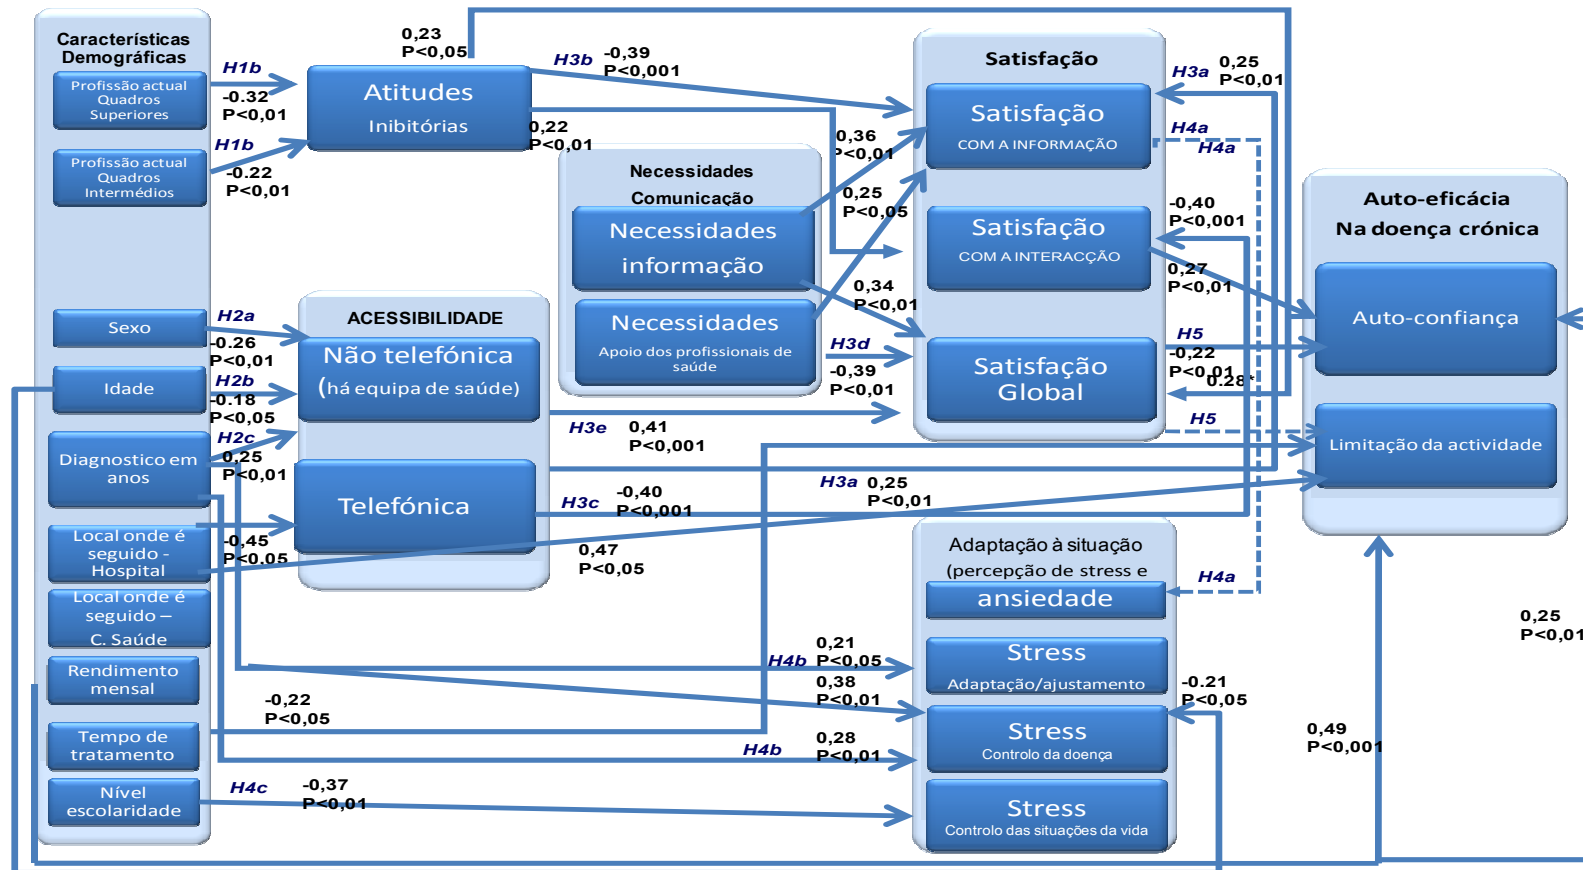 Características
Demográficas
Profissão actual
Quadros
Superiores
Profissão actual
Quadros
Intermédios
Sexo
Idade
Diagnostico em
anos
Local onde é
seguido -
Hospital
Local onde é
seguido –
C. Saúde
Rendimento
mensal
Tempo de
tratamento
Nível
escolaridade
H1b
-0.32
P<0,01
H1b
-0.22
P<0,01
H2a
-0.26
P<0,01
H2b
-0.18
P<0,05
H2c
0,25
P<0,01
-0,45
P<0,05
-0,22
P<0,05
H4c
-0,37
P<0,01
0,23
P<0,05
Atitudes
Inibitórias
H3b
-0,39
P<0,001
0,22
P<0,01
ACESSIBILIDADE
Não telefónica
(há equipa de saúde)
Telefónica
Necessidades
Comunicação
Necessidades
informação
Necessidades
Apoio dos profissionais de
saúde
0,36
P<0,01
0,25
P<0,05
0,34
P<0,01
H3d
-0,39
P<0,01
H3e
0,41
P<0,001
H3a
0,25
P<0,01
H3c
-0,40
P<0,001
0,47
P<0,05
H4b
0,21
P<0,05
0,38
P<0,01
H4b
0,28
P<0,01
Satisfação
Satisfação
COM A INFORMAÇÃO
Satisfação
COM A INTERACÇÃO
Satisfação
Global
Adaptação à situação
(percepção de stress e
ansiedade
Stress
Adaptação/ajustamento
Stress
Controlo da doença
Stress
Controlo das situações da vida
H3a
0,25
P<0,01
H4a
H4a
-0,40
P<0,001
0,27
P<0,01
H5
-0,22
P<0,01
0.28*
H5
H4a
-0.21
P<0,05
Auto-eficácia
Na doença crónica
Auto-confiança
Limitação da actividade
0,49
P<0,001
0,25
P<0,01